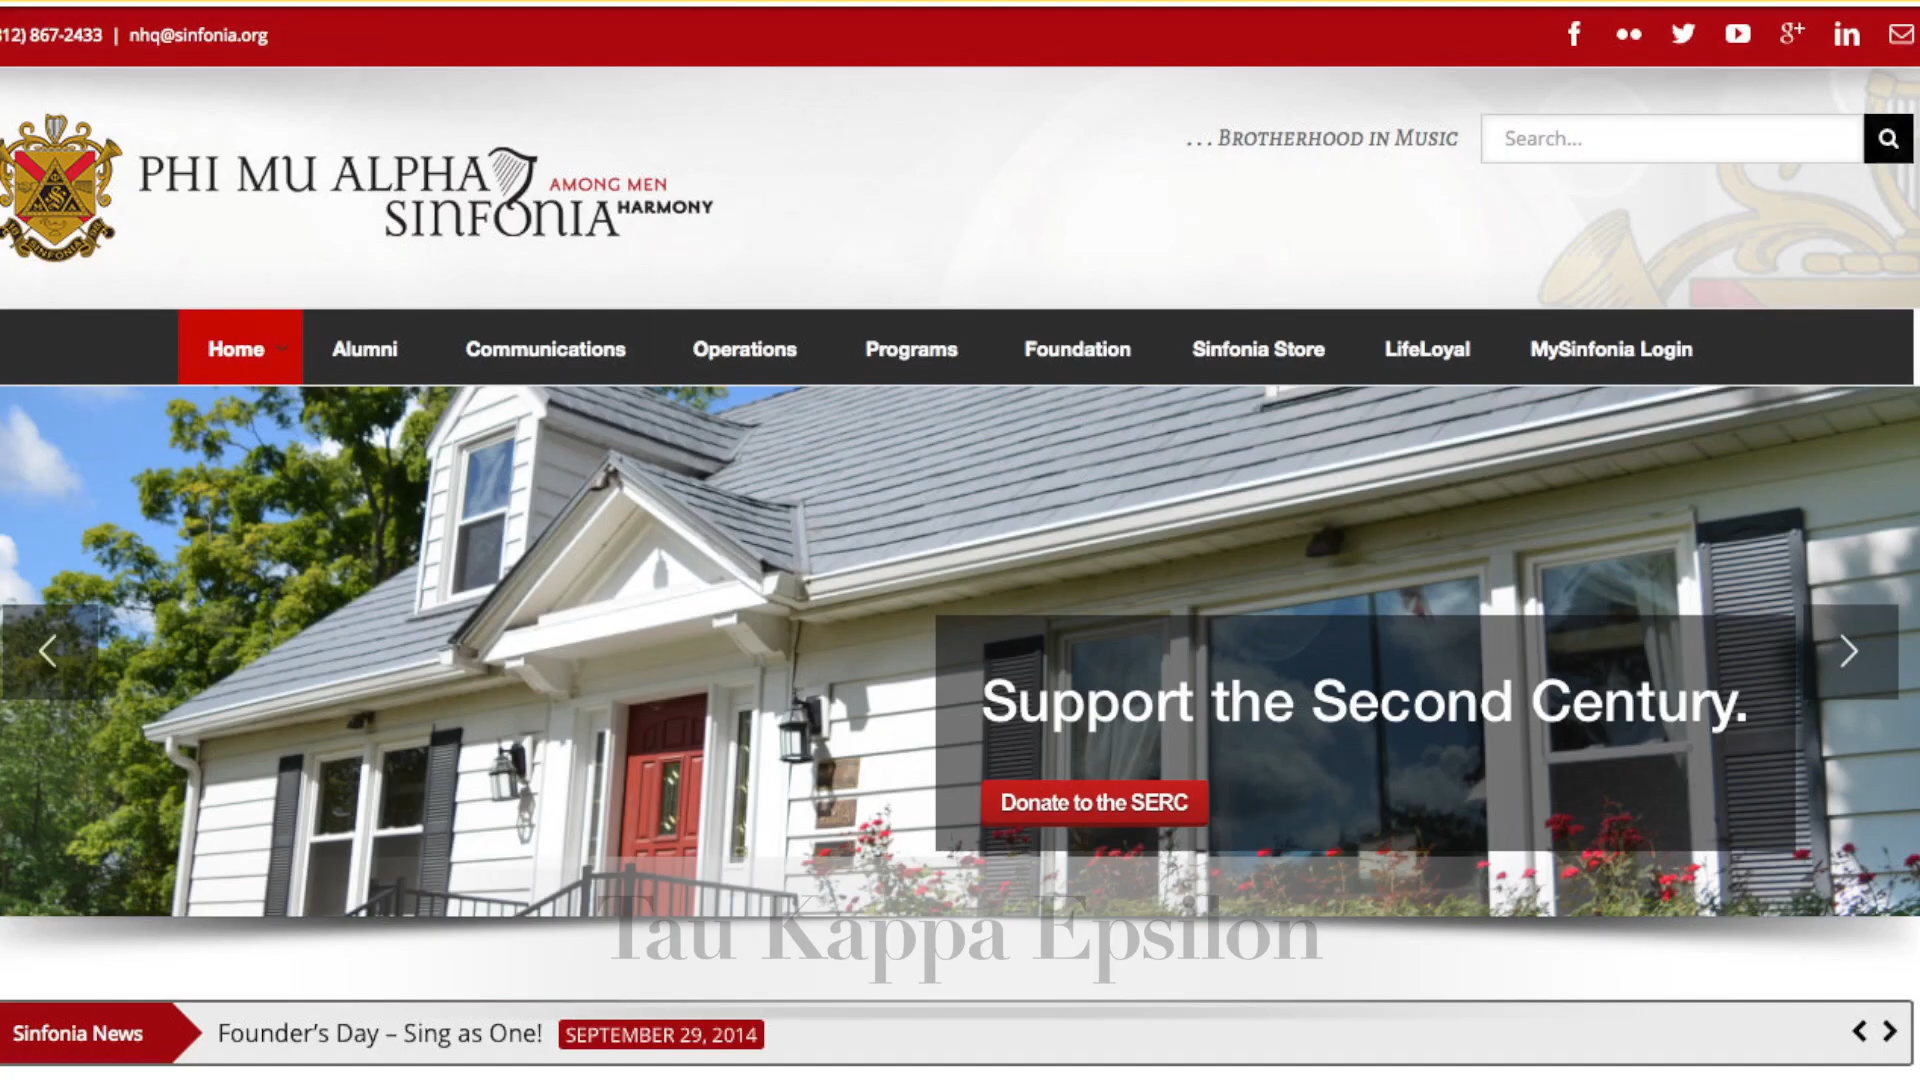 312) 867-2433 | nhq@sinfonia.org
PHI MU ALPHA
SINFONIA
AMONG MEN
HARMONY
... BROTHERHOOD IN MUSIC
Search...
Home
Alumni
Communications
Operations
Programs
Foundation
Sinfonia Store
LifeLoyal
MySinfonia Login
Support the Second Century.
Donate to the SERC
Tau Kappa Epsilon
Sinfonia News
Founder's Day – Sing as One!
SEPTEMBER 29, 2014